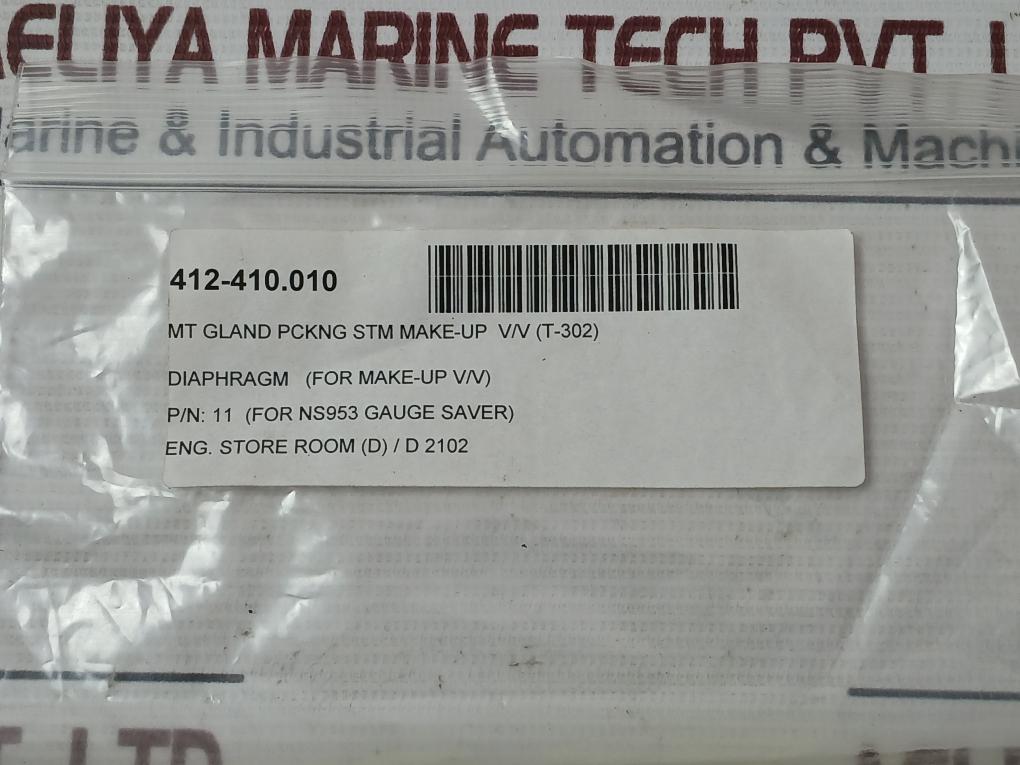 ELIYA MARINE TECH PVT. L
arine & Industrial Automation & Machi
412-410.010
MT GLAND PCKNG STM MAKE-UP V/V (T-302)
DIAPHRAGM (FOR MAKE-UP V/V)
P/N: 11 (FOR NS953 GAUGE SAVER)
ENG. STORE ROOM (D) / D 2102
T. LTD